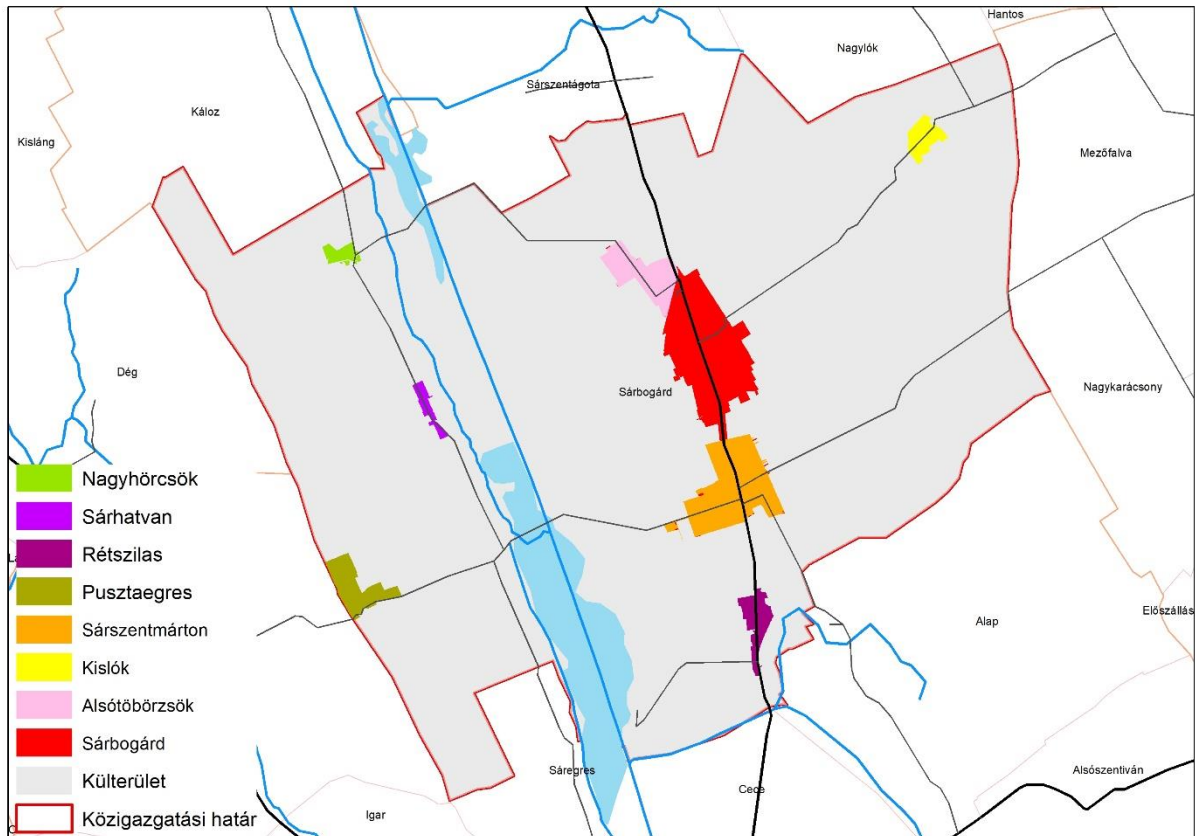 Hantos
Nagylók
Sárszentágota
Káloz
Kisláng
Mezőfalva
Dég
Sárbogárd
Nagykarácsony
Előszállás
Alap
Sáregres
Cece
Alsószentiván
Igar
Nagyhörcsök
Sárhatvan
Rétszilas
Pusztaegres
Sárszentmárton
Kislók
Alsótöbörzsök
Sárbogárd
Külterület
Közigazgatási határ